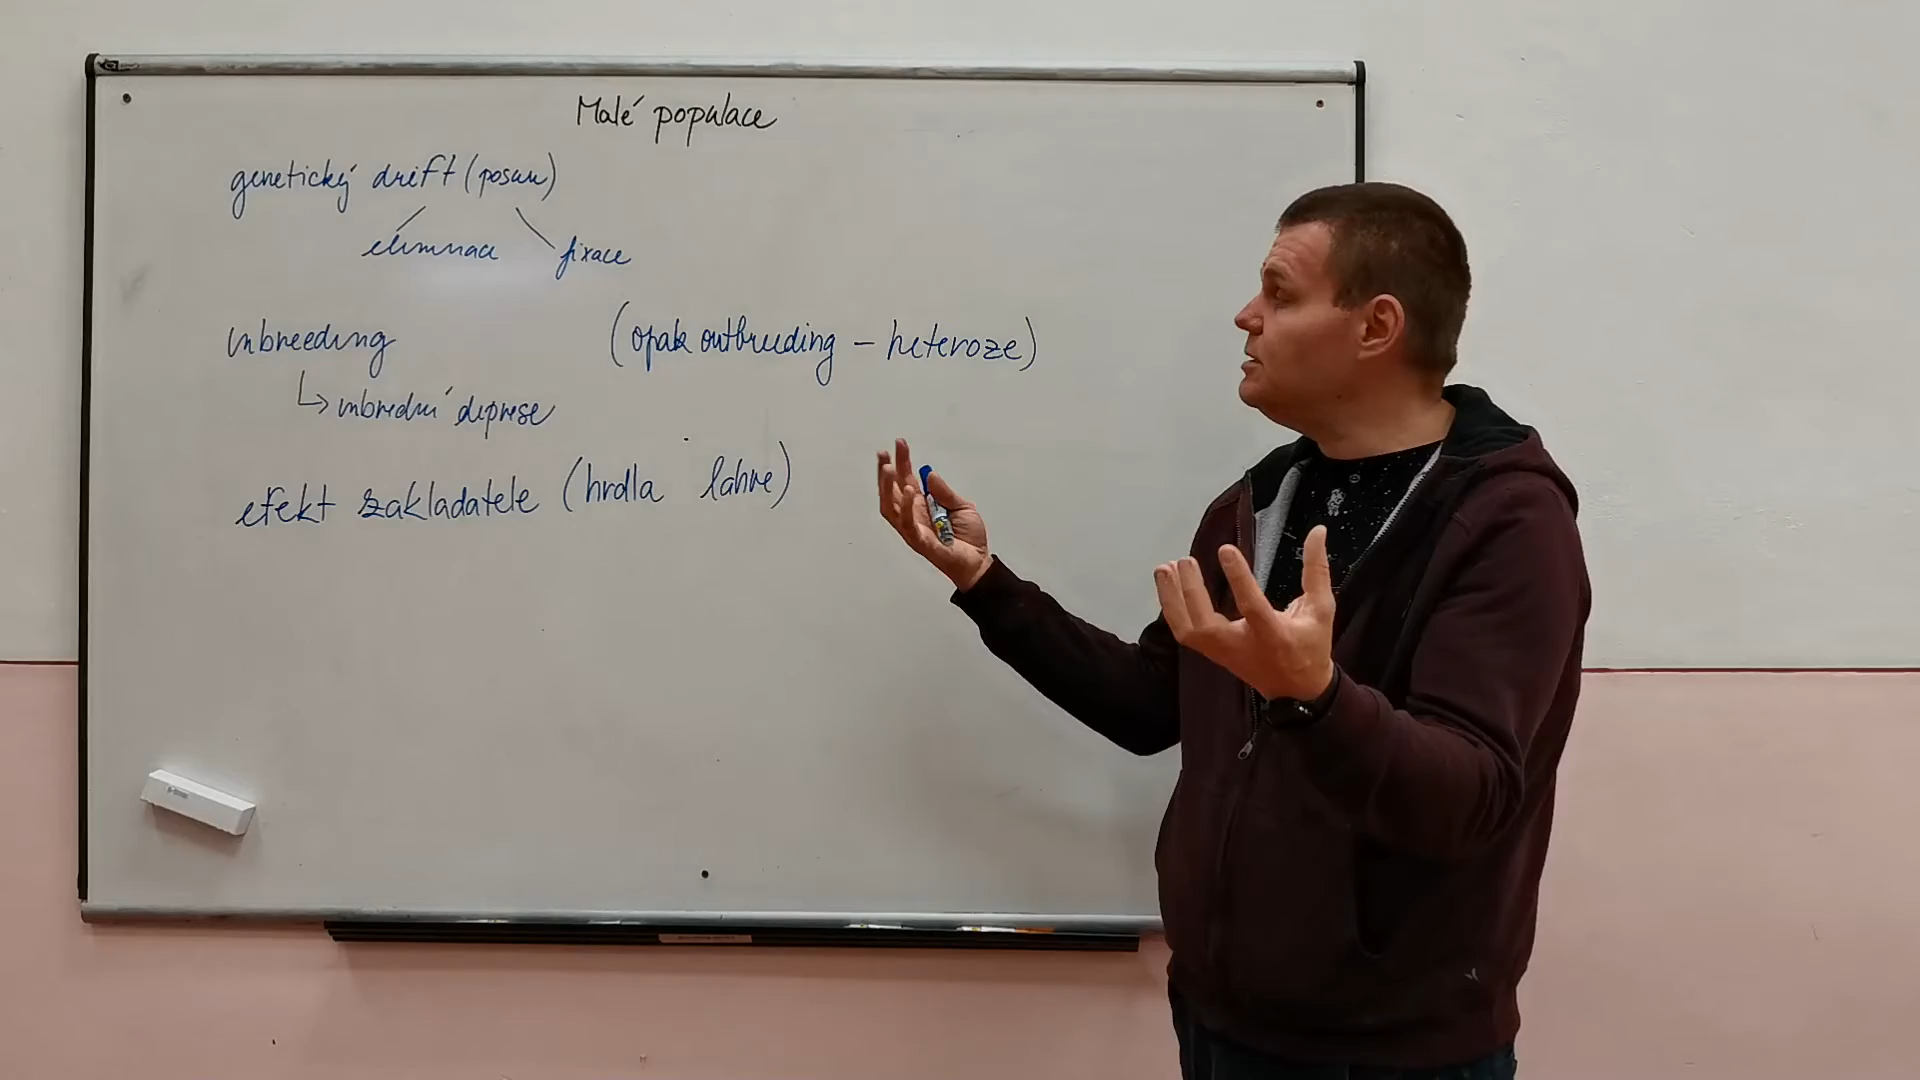 Malé populace
genetický drift (posun)
eliminace fixace
inbreeding (opak outbreeding – heteroze)
↳ inbrední deprese
efekt zakladatele (hrdla lahve)